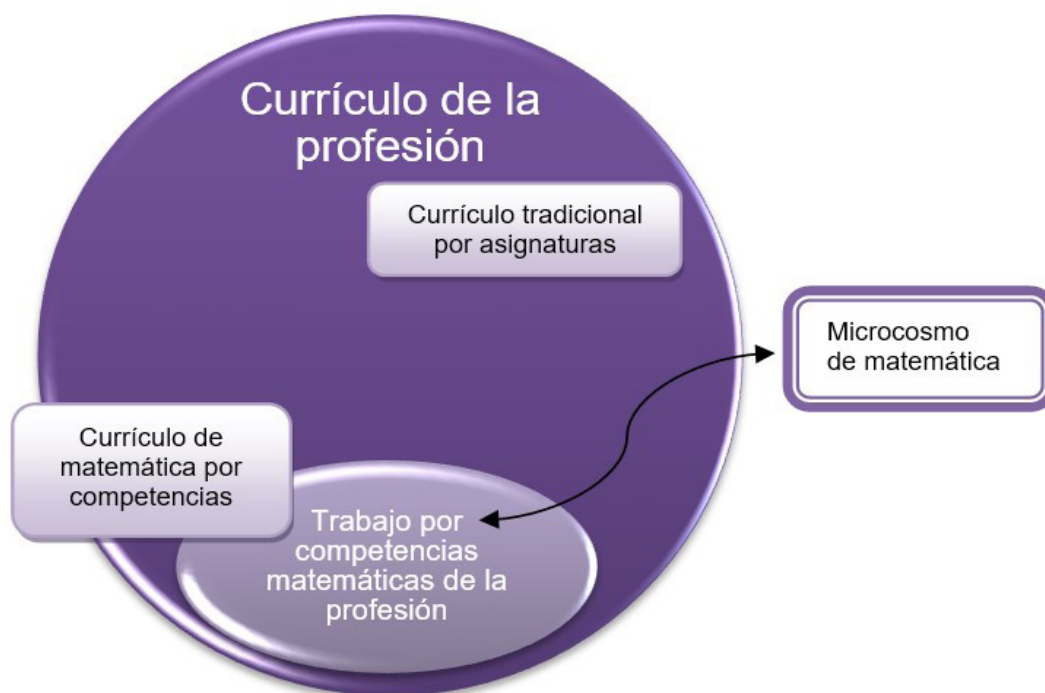 Currículo de la
profesión
Currículo tradicional
por asignaturas
Microcosmo
de matemática
Currículo de
matemática por
competencias
Trabajo por
competencias
matemáticas de la
profesión